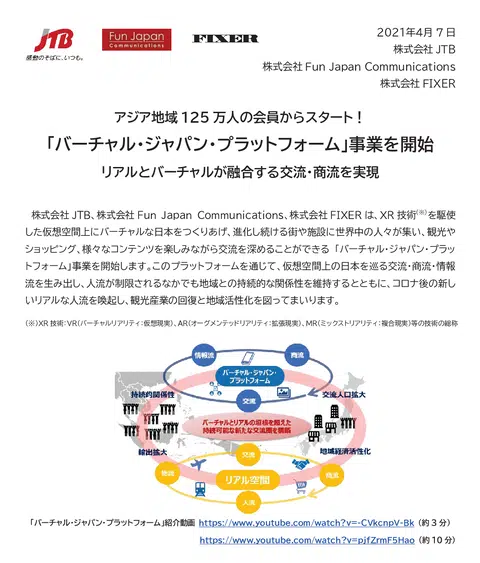 JTB
感動のそばに、いつも。
Fun Japan
Communications
FIXER
2021年4月7日
株式会社 JTB
株式会社 Fun Japan Communications
株式会社 FIXER
アジア地域 125 万人の会員からスタート！
「バーチャル・ジャパン・プラットフォーム」事業を開始
リアルとバーチャルが融合する交流・商流を実現
株式会社 JTB、株式会社 Fun Japan Communications、株式会社 FIXER は、XR 技術(※)を駆使
した仮想空間上にバーチャルな日本をつくりあげ、進化し続ける街や施設に世界中の人々が集い、観光や
ショッピング、様々なコンテンツを楽しみながら交流を深めることができる 「バーチャル・ジャパン・プラッ
トフォーム」事業を開始します。このプラットフォームを通じて、仮想空間上の日本を巡る交流・商流・情報
流を生み出し、人流が制限されるなかでも地域との持続的な関係性を維持するとともに、コロナ後の新し
いリアルな人流を喚起し、観光産業の回復と地域活性化を図ってまいります。
(※)XR 技術：VR(バーチャルリアリティ：仮想現実)、AR(オーグメンテッドリアリティ：拡張現実)、MR(ミックストリアリティ：複合現実)等の技術の総称
情報流
商流
バーチャル・ジャパン・
プラットフォーム
持続的関係性
交流
交流人口拡大
バーチャルとリアルの垣根を超えた
持続可能な新たな交流圏を構築
輸出拡大
交流
地域経済活性化
物流
リアル空間
商流
人流
「バーチャル・ジャパン・プラットフォーム」紹介動画 https://www.youtube.com/watch?v=-CVkcnpV-Bk (約3分)
https://www.youtube.com/watch?v=pjfZrmF5Hao (約10分)